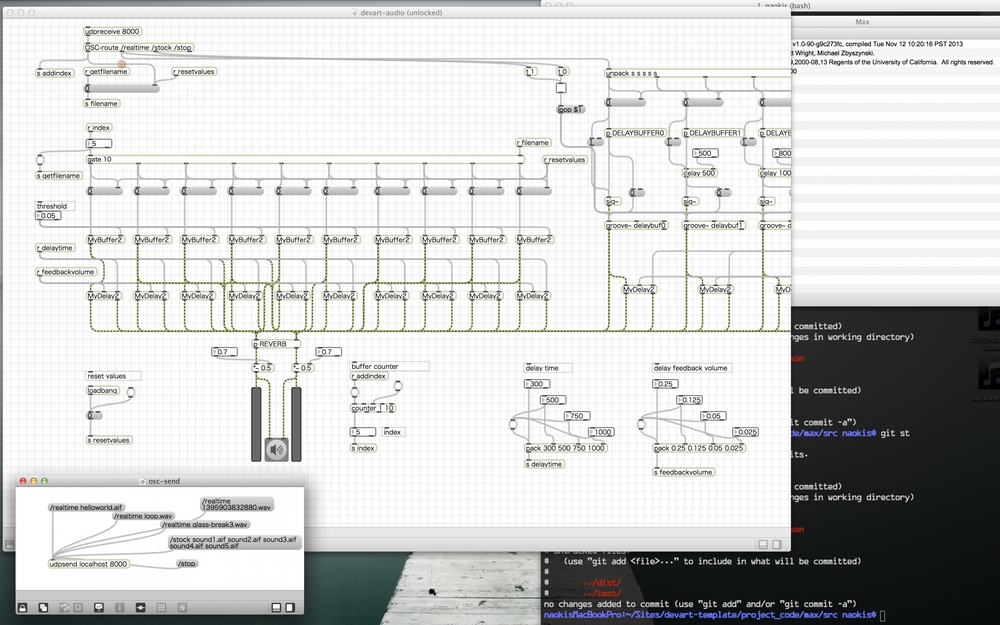 devart-audio (unlocked)
1. naokis (bash)
Max
udpreceive 8000
OSC-route /realtime /stock /stop
s addindex
r getfilename
r resetvalues
s filename
t 1
t 0
loop $1
unpack s s s s s
v1.0-90-g9c273fc, compiled Tue Nov 12 10:20:16 PST 2013
Wright, Michael Zbyszynski.
2000-08,13 Regents of the University of California. All rights reserved.
r index
5
gate 10
s getfilename
r filename
r resetvalues
p DELAYBUFFER0
p DELAYBUFFER1
p DELAYB
500
800
delay 500
delay 100
threshold
0.05
sig~
sig~
sig~
groove~ delaybuf0
groove~ delaybuf1
groove~ d
MyBuffer2
MyBuffer2
MyBuffer2
MyBuffer2
MyBuffer2
MyBuffer2
MyBuffer2
MyBuffer2
MyBuffer2
MyBuffer2
r delaytime
r feedbackvolume
MyDelay2
MyDelay2
MyDelay2
MyDelay2
MyDelay2
MyDelay2
MyDelay2
MyDelay2
MyDelay2
MyDelay2
MyDelay2
MyDelay2
MyD
p REVERB
0.7
0.7
*~ 0.5
*~ 0.5
reset values
loadbang
s resetvalues
buffer counter
r addindex
counter 1 10
5
index
s index
delay time
300
500
750
1000
pack 300 500 750 1000
s delaytime
delay feedback volume
0.25
0.125
0.05
0.025
pack 0.25 0.125 0.05 0.025
s feedbackvolume
osc-send
/realtime helloworld.aif
/realtime loop.wav
/realtime
1395903832880.wav
/realtime glass-break3.wav
/stock sound1.aif sound2.aif sound3.aif
sound4.aif sound5.aif
udpsend localhost 8000
/stop
committed)
ges in working directory)
son
ll be committed)
git commit -a")
de/max/src naokis$ git st
its.
committed)
ges in working directory)
son
# Untracked files:
# (use "git add <file>..." to include in what will be committed)
#
# ../dist/
# ../test/
no changes added to commit (use "git add" and/or "git commit -a")
naokisMacBookPro:~/Sites/devart-template/project_code/max/src naokis$